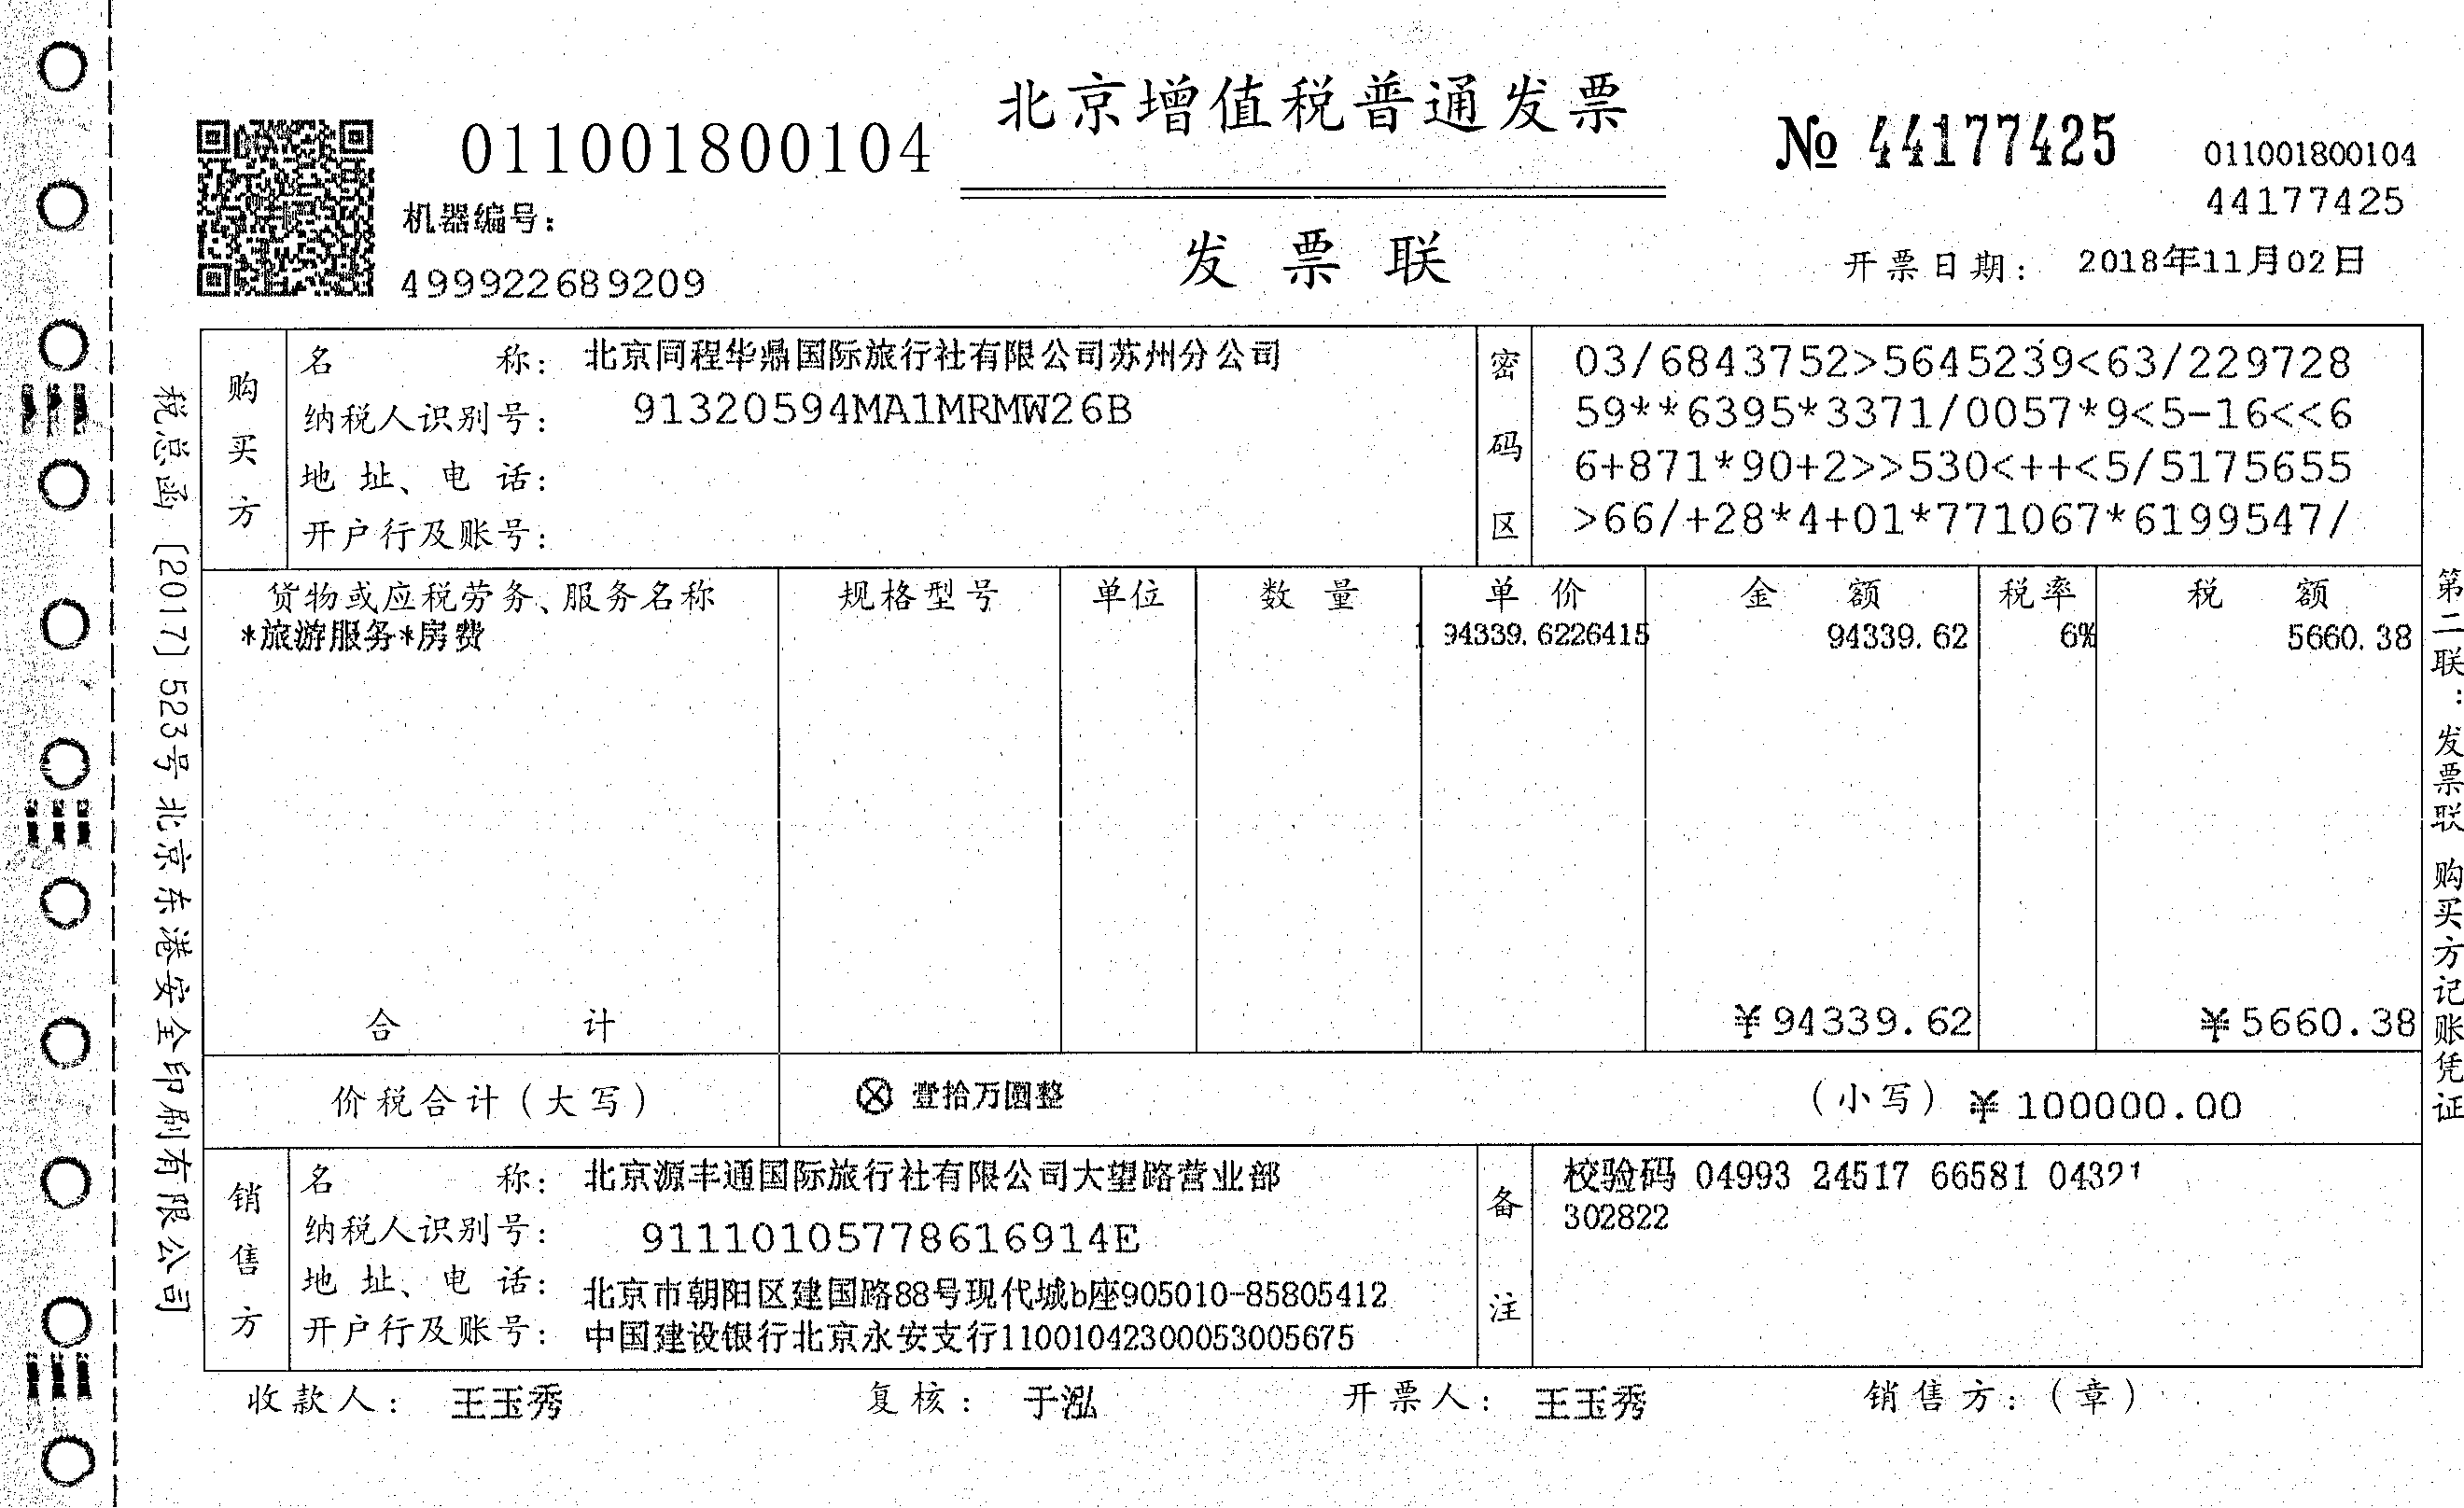 北京增值税普通发票
011001800104
№ 44177425
011001800104
44177425
机器编号：
499922689209
发票联
开票日期： 2018年11月02日
购买方
名称： 北京同程华鼎国际旅行社有限公司苏州分公司
纳税人识别号： 91320594MA1MRMW26B
地址、电话：
开户行及账号：
密码区
03/6843752>5645239<63/229728
59**6395*3371/0057*9<5-16<<6
6+871*90+2>>530<++<5/5175655
>66/+28*4+01*771067*6199547/
货物或应税劳务、服务名称 规格型号 单位 数量 单价 金额 税率 税额
*旅游服务*房费 1 94339.6226415 94339.62 6% 5660.38
合计 ¥94339.62 ¥5660.38
价税合计（大写） ⊗ 壹拾万圆整 （小写） ¥100000.00
销售方
名称： 北京源丰通国际旅行社有限公司大望路营业部
纳税人识别号： 91110105778616914E
地址、电话： 北京市朝阳区建国路88号现代城b座905010-85805412
开户行及账号： 中国建设银行北京永安支行11001042300053005675
备注
校验码 04993 24517 66581 04321
302822
收款人： 王玉秀 复核： 于泓 开票人： 王玉秀 销售方：（章）
税总函〔2017〕523号北京东港安全印刷有限公司
第二联：发票联 购买方记账凭证